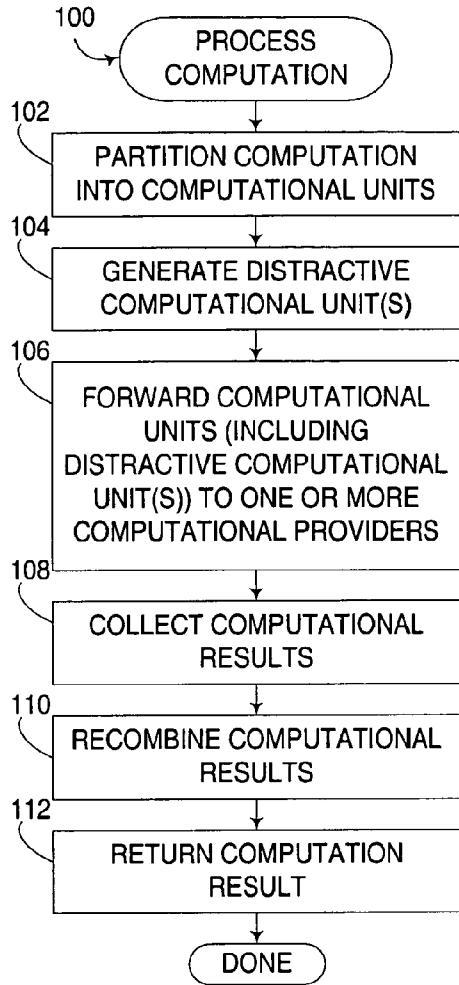 100
PROCESS
COMPUTATION
102
PARTITION COMPUTATION
INTO COMPUTATIONAL UNITS
104
GENERATE DISTRACTIVE
COMPUTATIONAL UNIT(S)
106
FORWARD COMPUTATIONAL
UNITS (INCLUDING
DISTRACTIVE COMPUTATIONAL
UNIT(S)) TO ONE OR MORE
COMPUTATIONAL PROVIDERS
108
COLLECT COMPUTATIONAL
RESULTS
110
RECOMBINE COMPUTATIONAL
RESULTS
112
RETURN COMPUTATION
RESULT
DONE